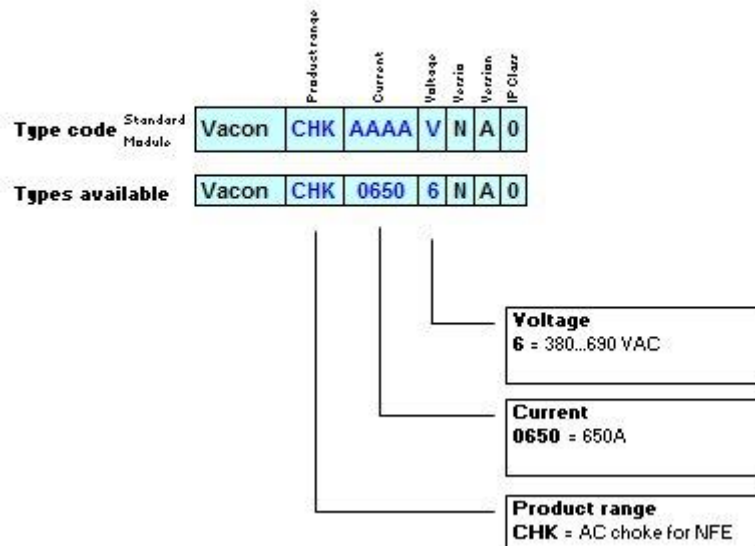 Product range
Current
Voltage
Versio
Version
IP Class
Type code Standard Module Vacon CHK AAAA V N A 0
Types available Vacon CHK 0650 6 N A 0
Voltage
6 = 380...690 VAC
Current
0650 = 650A
Product range
CHK = AC choke for NFE